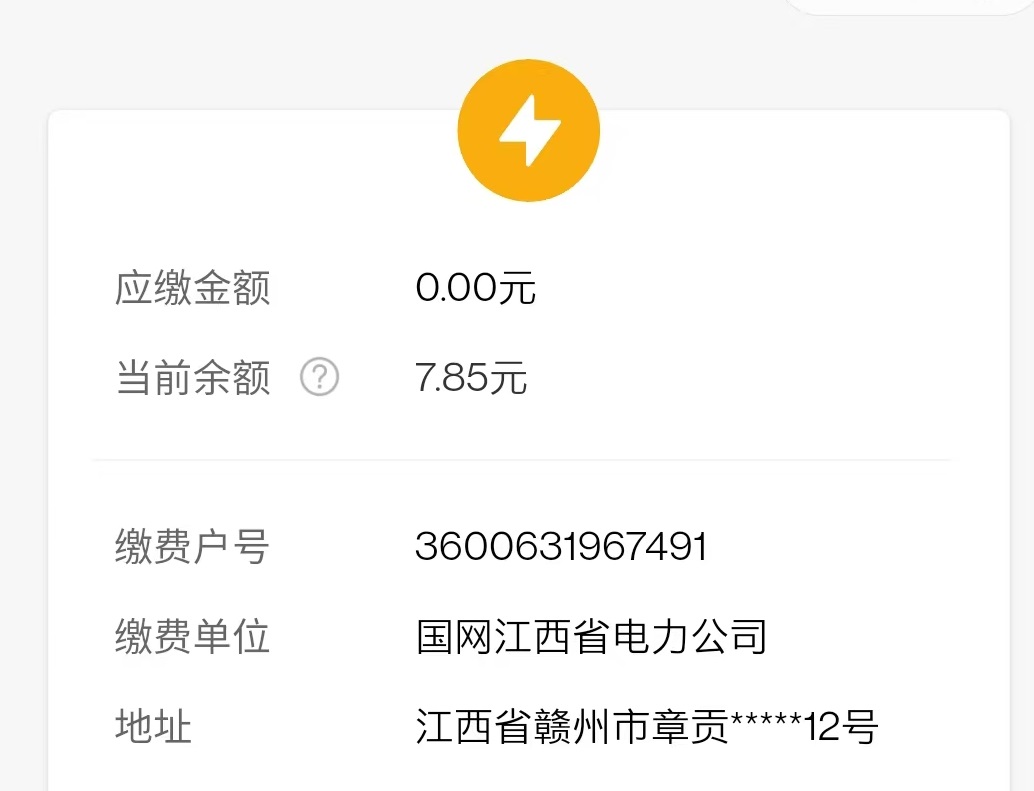 应缴金额 0.00元
当前余额 ? 7.85元
缴费户号 3600631967491
缴费单位 国网江西省电力公司
地址 江西省赣州市章贡*****12号